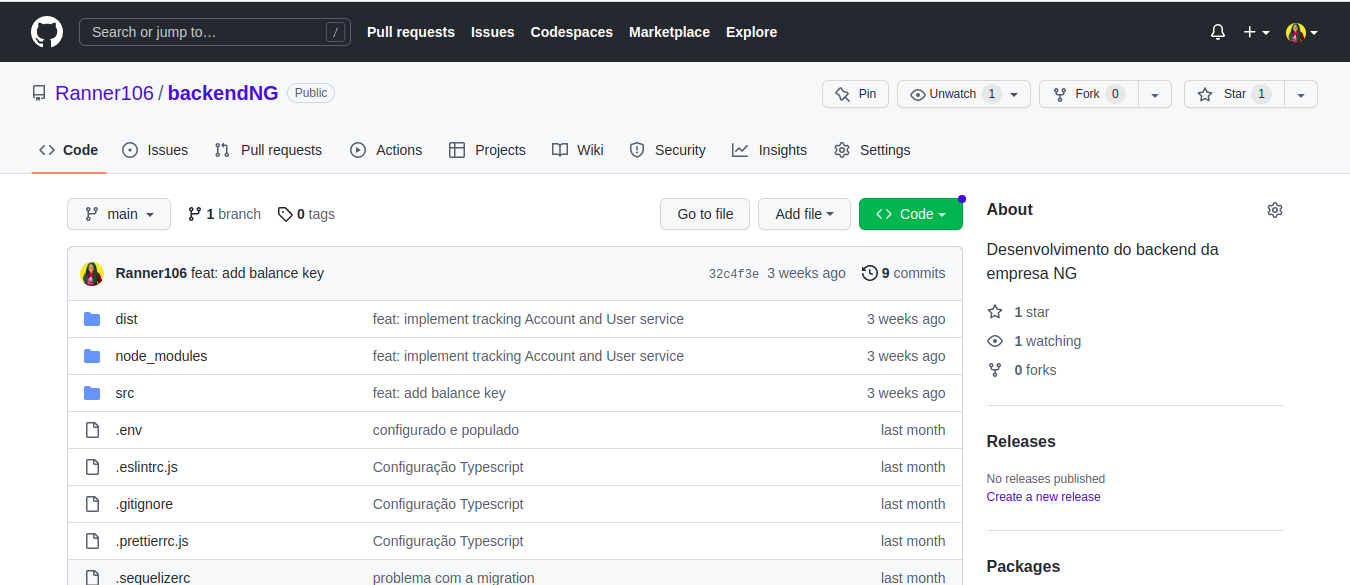 Search or jump to… / Pull requests Issues Codespaces Marketplace Explore
Ranner106 / backendNG Public Pin Unwatch 1 Fork 0 Star 1
Code Issues Pull requests Actions Projects Wiki Security Insights Settings
main 1 branch 0 tags Go to file Add file Code
Ranner106 feat: add balance key 32c4f3e 3 weeks ago 9 commits
dist feat: implement tracking Account and User service 3 weeks ago
node_modules feat: implement tracking Account and User service 3 weeks ago
src feat: add balance key 3 weeks ago
.env configurado e populado last month
.eslintrc.js Configuração Typescript last month
.gitignore Configuração Typescript last month
.prettierrc.js Configuração Typescript last month
.sequelizerc problema com a migration last month
About
Desenvolvimento do backend da
empresa NG
1 star
1 watching
0 forks
Releases
No releases published
Create a new release
Packages